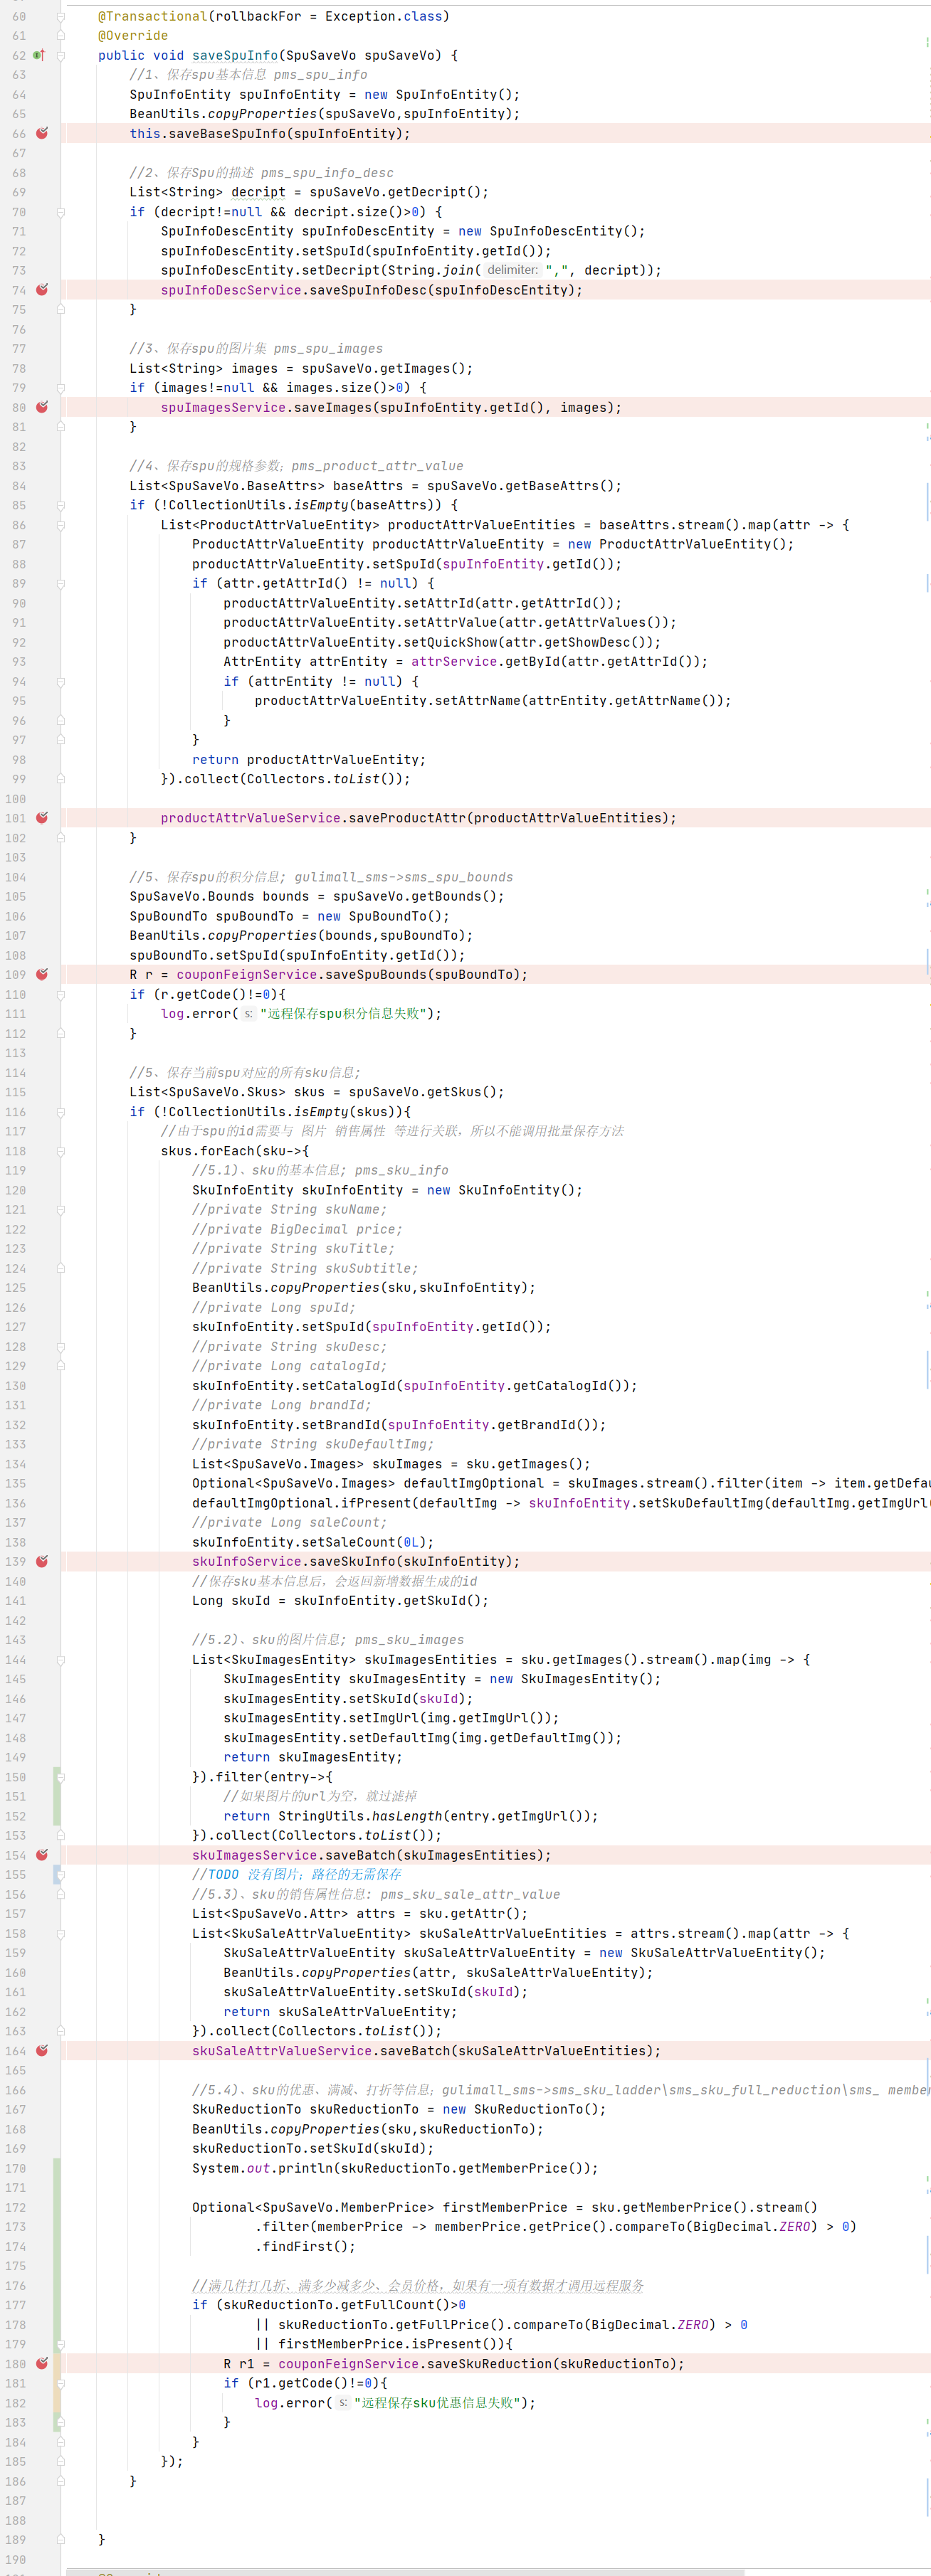 60 @Transactional(rollbackFor = Exception.class)
61 @Override
62 public void saveSpuInfo(SpuSaveVo spuSaveVo) {
63 //1、保存spu基本信息 pms_spu_info
64 SpuInfoEntity spuInfoEntity = new SpuInfoEntity();
65 BeanUtils.copyProperties(spuSaveVo,spuInfoEntity);
66 this.saveBaseSpuInfo(spuInfoEntity);
67
68 //2、保存Spu的描述 pms_spu_info_desc
69 List<String> decript = spuSaveVo.getDecript();
70 if (decript!=null && decript.size()>0) {
71 SpuInfoDescEntity spuInfoDescEntity = new SpuInfoDescEntity();
72 spuInfoDescEntity.setSpuId(spuInfoEntity.getId());
73 spuInfoDescEntity.setDecript(String.join( delimiter: ",", decript));
74 spuInfoDescService.saveSpuInfoDesc(spuInfoDescEntity);
75 }
76
77 //3、保存spu的图片集 pms_spu_images
78 List<String> images = spuSaveVo.getImages();
79 if (images!=null && images.size()>0) {
80 spuImagesService.saveImages(spuInfoEntity.getId(), images);
81 }
82
83 //4、保存spu的规格参数; pms_product_attr_value
84 List<SpuSaveVo.BaseAttrs> baseAttrs = spuSaveVo.getBaseAttrs();
85 if (!CollectionUtils.isEmpty(baseAttrs)) {
86 List<ProductAttrValueEntity> productAttrValueEntities = baseAttrs.stream().map(attr -> {
87 ProductAttrValueEntity productAttrValueEntity = new ProductAttrValueEntity();
88 productAttrValueEntity.setSpuId(spuInfoEntity.getId());
89 if (attr.getAttrId() != null) {
90 productAttrValueEntity.setAttrId(attr.getAttrId());
91 productAttrValueEntity.setAttrValue(attr.getAttrValues());
92 productAttrValueEntity.setQuickShow(attr.getShowDesc());
93 AttrEntity attrEntity = attrService.getById(attr.getAttrId());
94 if (attrEntity != null) {
95 productAttrValueEntity.setAttrName(attrEntity.getAttrName());
96 }
97 }
98 return productAttrValueEntity;
99 }).collect(Collectors.toList());
100
101 productAttrValueService.saveProductAttr(productAttrValueEntities);
102 }
103
104 //5、保存spu的积分信息; gulimall_sms->sms_spu_bounds
105 SpuSaveVo.Bounds bounds = spuSaveVo.getBounds();
106 SpuBoundTo spuBoundTo = new SpuBoundTo();
107 BeanUtils.copyProperties(bounds,spuBoundTo);
108 spuBoundTo.setSpuId(spuInfoEntity.getId());
109 R r = couponFeignService.saveSpuBounds(spuBoundTo);
110 if (r.getCode()!=0){
111 log.error( s: "远程保存spu积分信息失败");
112 }
113
114 //5、保存当前spu对应的所有sku信息;
115 List<SpuSaveVo.Skus> skus = spuSaveVo.getSkus();
116 if (!CollectionUtils.isEmpty(skus)){
117 //由于spu的id需要与 图片 销售属性 等进行关联，所以不能调用批量保存方法
118 skus.forEach(sku->{
119 //5.1)、sku的基本信息; pms_sku_info
120 SkuInfoEntity skuInfoEntity = new SkuInfoEntity();
121 //private String skuName;
122 //private BigDecimal price;
123 //private String skuTitle;
124 //private String skuSubtitle;
125 BeanUtils.copyProperties(sku,skuInfoEntity);
126 //private Long spuId;
127 skuInfoEntity.setSpuId(spuInfoEntity.getId());
128 //private String skuDesc;
129 //private Long catalogId;
130 skuInfoEntity.setCatalogId(spuInfoEntity.getCatalogId());
131 //private Long brandId;
132 skuInfoEntity.setBrandId(spuInfoEntity.getBrandId());
133 //private String skuDefaultImg;
134 List<SpuSaveVo.Images> skuImages = sku.getImages();
135 Optional<SpuSaveVo.Images> defaultImgOptional = skuImages.stream().filter(item -> item.getDefau
136 defaultImgOptional.ifPresent(defaultImg -> skuInfoEntity.setSkuDefaultImg(defaultImg.getImgUrl(
137 //private Long saleCount;
138 skuInfoEntity.setSaleCount(0L);
139 skuInfoService.saveSkuInfo(skuInfoEntity);
140 //保存sku基本信息后，会返回新增数据生成的id
141 Long skuId = skuInfoEntity.getSkuId();
142
143 //5.2)、sku的图片信息; pms_sku_images
144 List<SkuImagesEntity> skuImagesEntities = sku.getImages().stream().map(img -> {
145 SkuImagesEntity skuImagesEntity = new SkuImagesEntity();
146 skuImagesEntity.setSkuId(skuId);
147 skuImagesEntity.setImgUrl(img.getImgUrl());
148 skuImagesEntity.setDefaultImg(img.getDefaultImg());
149 return skuImagesEntity;
150 }).filter(entry->{
151 //如果图片的url为空，就过滤掉
152 return StringUtils.hasLength(entry.getImgUrl());
153 }).collect(Collectors.toList());
154 skuImagesService.saveBatch(skuImagesEntities);
155 //TODO 没有图片; 路径的无需保存
156 //5.3)、sku的销售属性信息: pms_sku_sale_attr_value
157 List<SpuSaveVo.Attr> attrs = sku.getAttr();
158 List<SkuSaleAttrValueEntity> skuSaleAttrValueEntities = attrs.stream().map(attr -> {
159 SkuSaleAttrValueEntity skuSaleAttrValueEntity = new SkuSaleAttrValueEntity();
160 BeanUtils.copyProperties(attr, skuSaleAttrValueEntity);
161 skuSaleAttrValueEntity.setSkuId(skuId);
162 return skuSaleAttrValueEntity;
163 }).collect(Collectors.toList());
164 skuSaleAttrValueService.saveBatch(skuSaleAttrValueEntities);
165
166 //5.4)、sku的优惠、满减、打折等信息; gulimall_sms->sms_sku_ladder\sms_sku_full_reduction\sms_ member
167 SkuReductionTo skuReductionTo = new SkuReductionTo();
168 BeanUtils.copyProperties(sku,skuReductionTo);
169 skuReductionTo.setSkuId(skuId);
170 System.out.println(skuReductionTo.getMemberPrice());
171
172 Optional<SpuSaveVo.MemberPrice> firstMemberPrice = sku.getMemberPrice().stream()
173 .filter(memberPrice -> memberPrice.getPrice().compareTo(BigDecimal.ZERO) > 0)
174 .findFirst();
175
176 //满几件打几折、满多少减多少、会员价格，如果有一项有数据才调用远程服务
177 if (skuReductionTo.getFullCount()>0
178 || skuReductionTo.getFullPrice().compareTo(BigDecimal.ZERO) > 0
179 || firstMemberPrice.isPresent()){
180 R r1 = couponFeignService.saveSkuReduction(skuReductionTo);
181 if (r1.getCode()!=0){
182 log.error( s: "远程保存sku优惠信息失败");
183 }
184 }
185 });
186 }
187
188
189 }
190